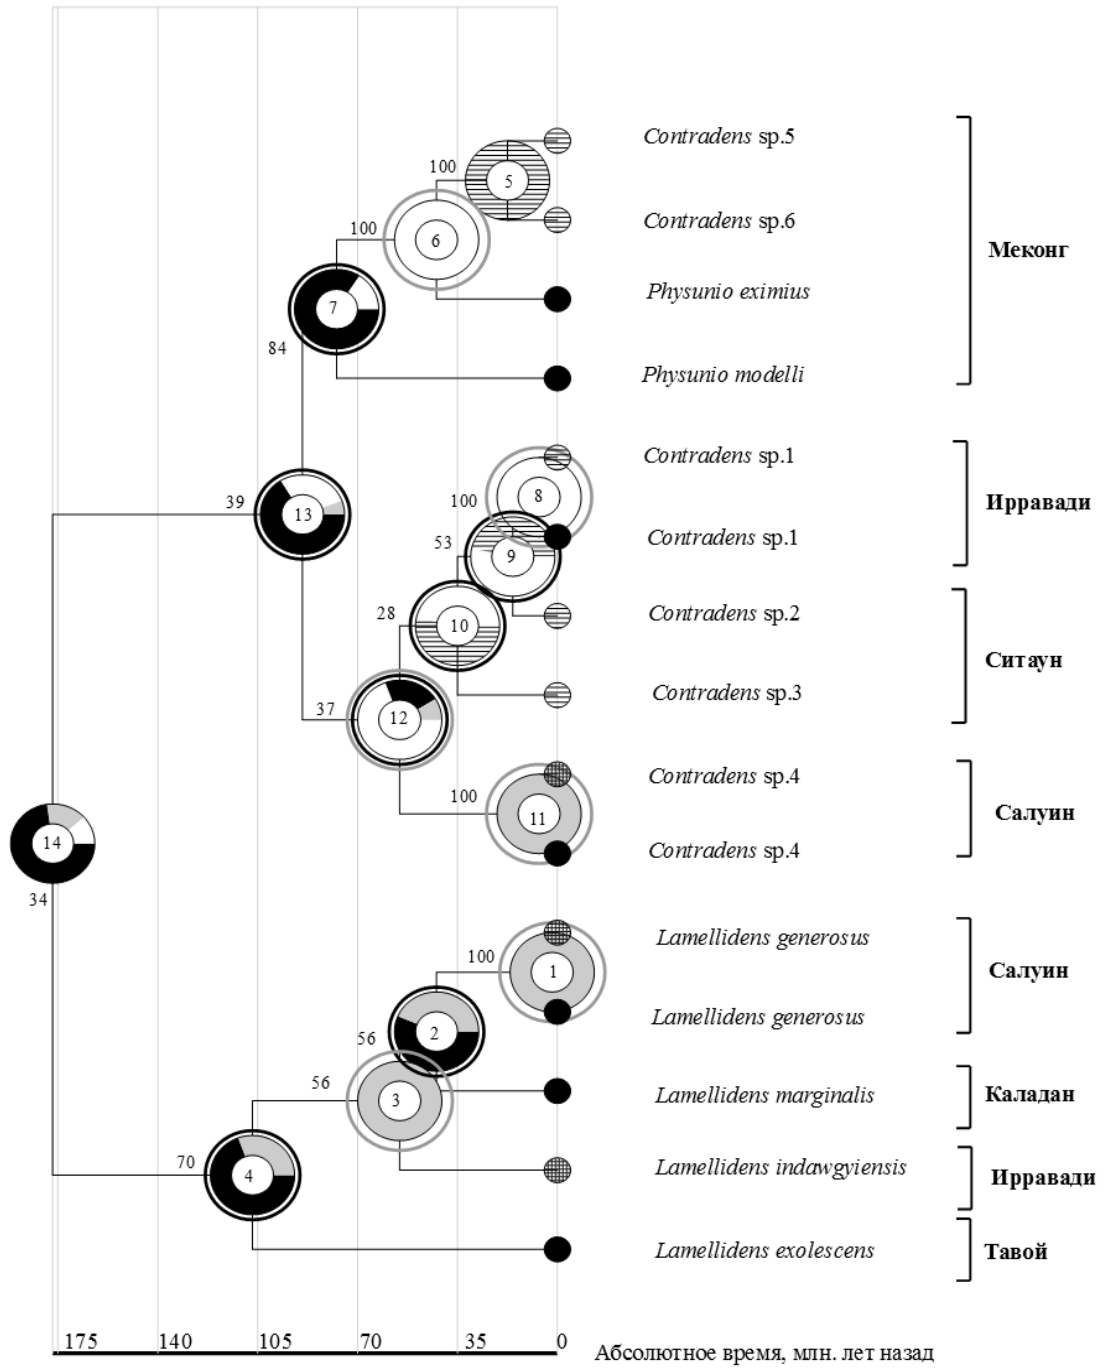 Contradens sp.5
100
5
Contradens sp.6
100
6
Меконг
Physunio eximius
7
84
Physunio modelli
Contradens sp.1
39
13
100
8
Ирравади
53
9
Contradens sp.1
28
10
Contradens sp.2
Ситаун
37
12
Contradens sp.3
100
11
Contradens sp.4
Салуин
14
34
Contradens sp.4
Lamellidens generosus
100
1
Салуин
56
2
Lamellidens generosus
56
3
Lamellidens marginalis
Каладан
70
4
Lamellidens indawgyiensis
Ирравади
Lamellidens exolescens
Тавой
175 140 105 70 35 0
Абсолютное время, млн. лет назад